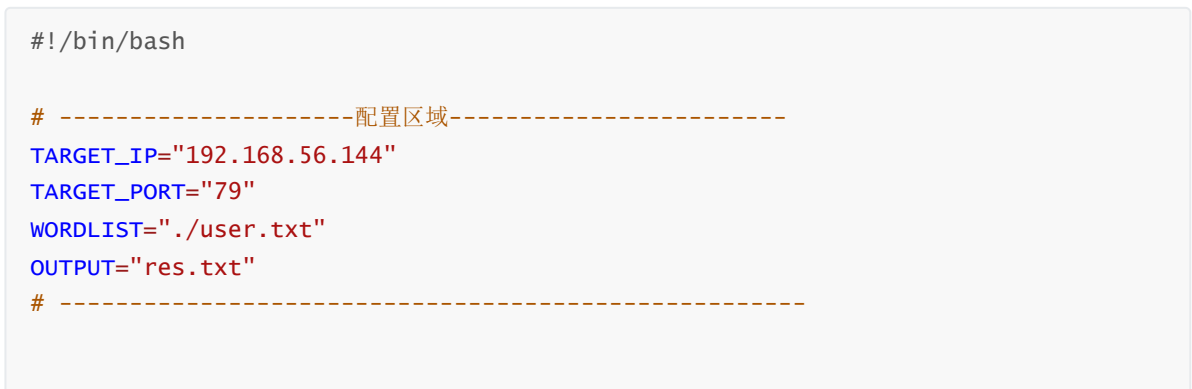 #!/bin/bash
# ---------------------配置区域------------------------
TARGET_IP="192.168.56.144"
TARGET_PORT="79"
WORDLIST="./user.txt"
OUTPUT="res.txt"
# -----------------------------------------------------